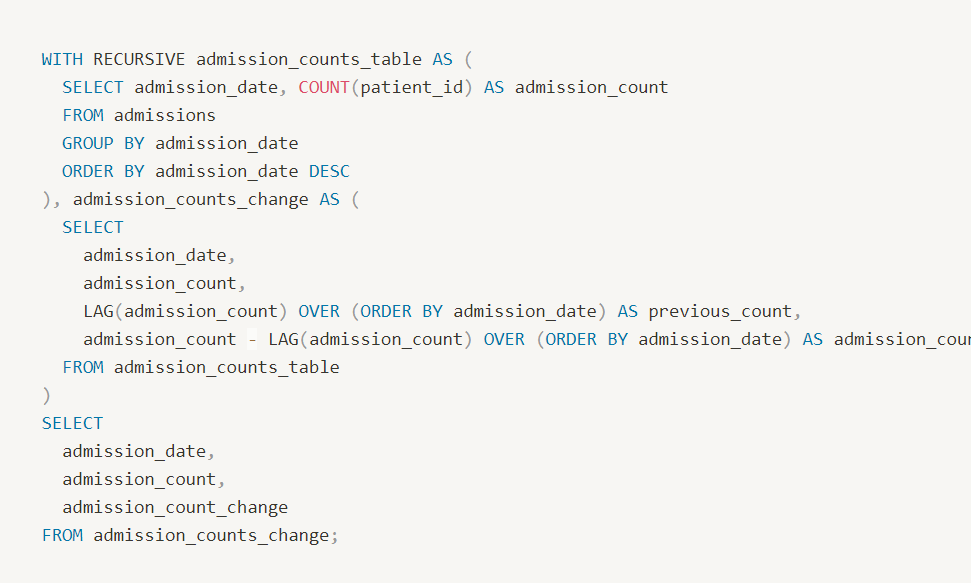 WITH RECURSIVE admission_counts_table AS (
  SELECT admission_date, COUNT(patient_id) AS admission_count
  FROM admissions
  GROUP BY admission_date
  ORDER BY admission_date DESC
), admission_counts_change AS (
  SELECT
    admission_date,
    admission_count,
    LAG(admission_count) OVER (ORDER BY admission_date) AS previous_count,
    admission_count - LAG(admission_count) OVER (ORDER BY admission_date) AS
  FROM admission_counts_table
)
SELECT
  admission_date,
  admission_count,
  admission_count_change
FROM admission_counts_change;